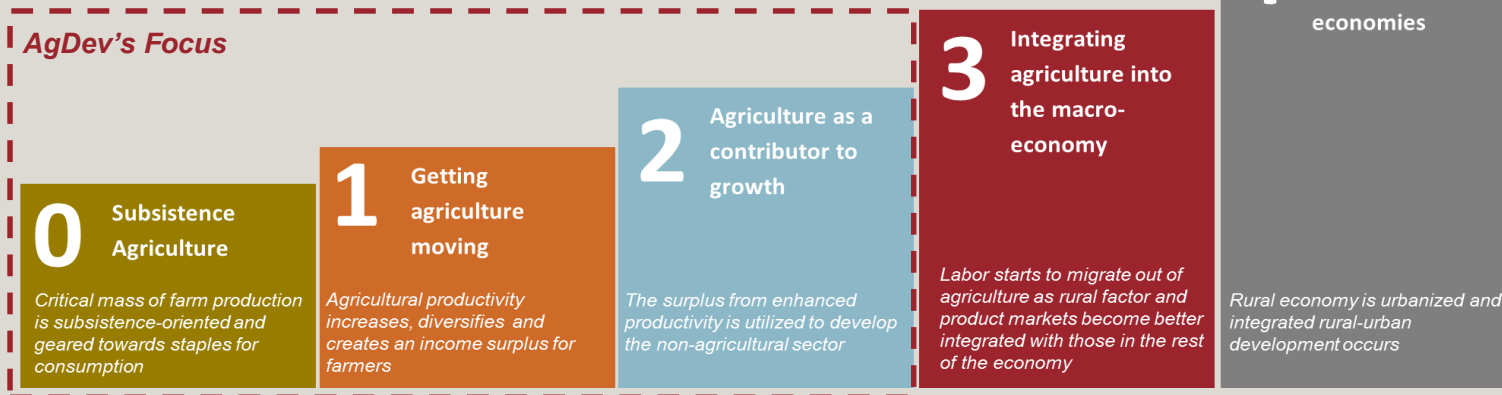 AgDev's Focus
0
Subsistence
Agriculture
Critical mass of farm production
is subsistence-oriented and
geared towards staples for
consumption
1
Getting
agriculture
moving
Agricultural productivity
increases, diversifies and
creates an income surplus for
farmers
2
Agriculture as a
contributor to
growth
The surplus from enhanced
productivity is utilized to develop
the non-agricultural sector
3
Integrating
agriculture into
the macro-
economy
Labor starts to migrate out of
agriculture as rural factor and
product markets become better
integrated with those in the rest
of the economy
economies
Rural economy is urbanized and
integrated rural-urban
development occurs